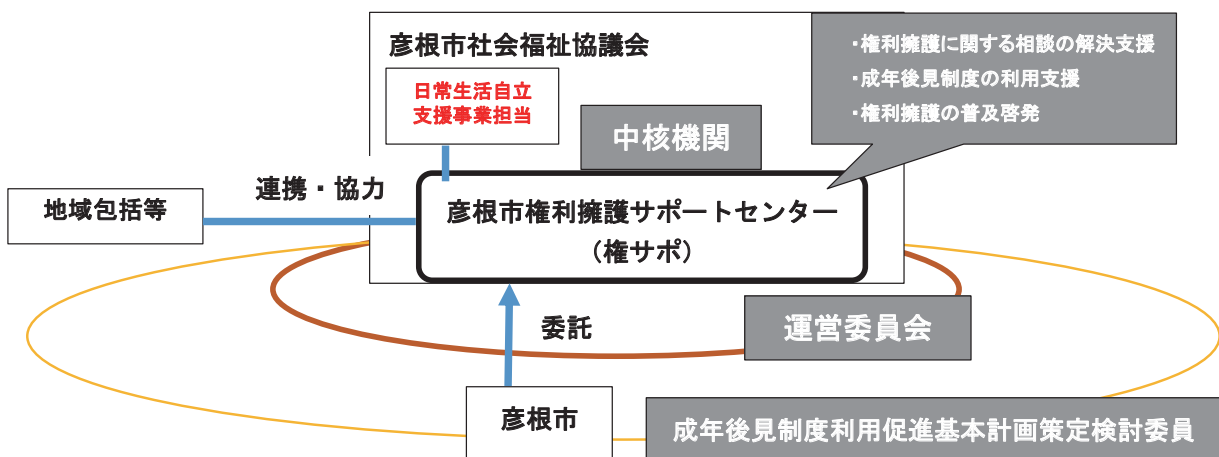 彦根市社会福祉協議会
日常生活自立
支援事業担当
中核機関
・権利擁護に関する相談の解決支援
・成年後見制度の利用支援
・権利擁護の普及啓発
連携・協力
地域包括等
彦根市権利擁護サポートセンター
（権サポ）
委託
運営委員会
彦根市
成年後見制度利用促進基本計画策定検討委員